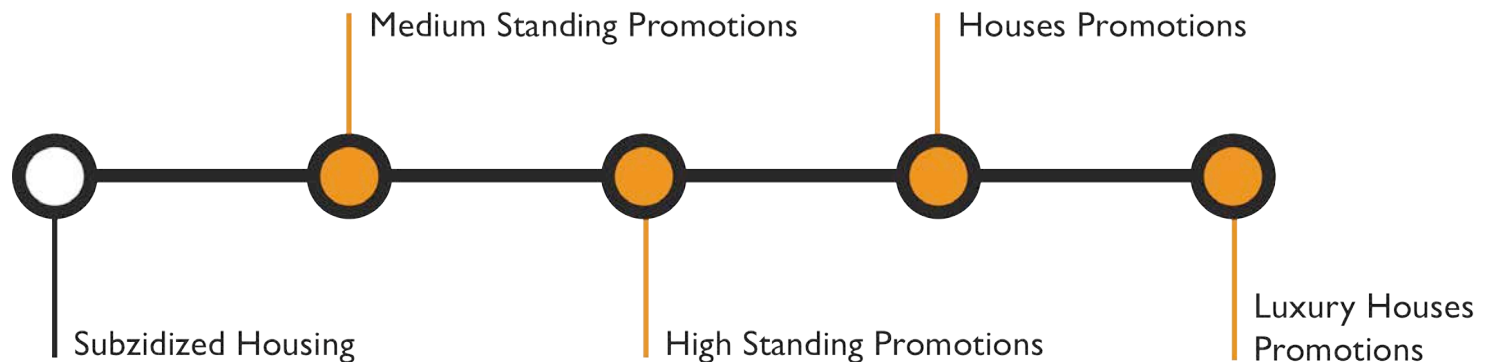 Medium Standing Promotions
Houses Promotions
Subzidized Housing
High Standing Promotions
Luxury Houses
Promotions